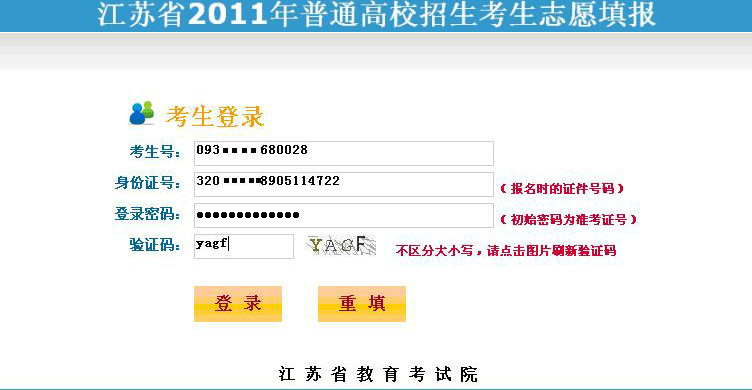 江苏省2011年普通高校招生考生志愿填报
考生登录
考生号： 093▪▪▪▪680028
身份证号： 320▪▪▪▪▪8905114722 （报名时的证件号码）
登录密码： ●●●●●●●●●●●●● （初始密码为准考证号）
验证码： yagf YAGF 不区分大小写，请点击图片刷新验证码
登录 重填
江苏省教育考试院